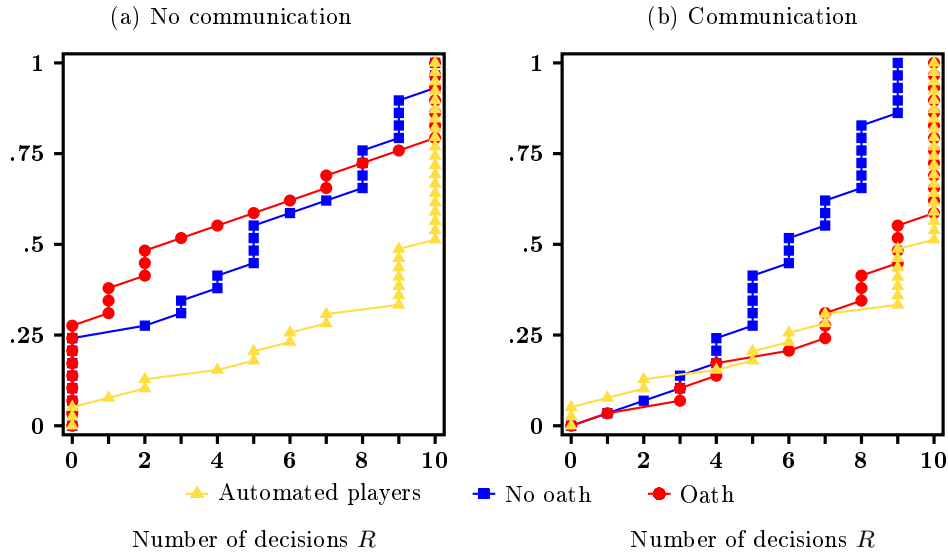 (a) No communication
(b) Communication
1
.75
.5
.25
0
0 2 4 6 8 10
1
.75
.5
.25
0
0 2 4 6 8 10
Automated players No oath Oath
Number of decisions R
Number of decisions R